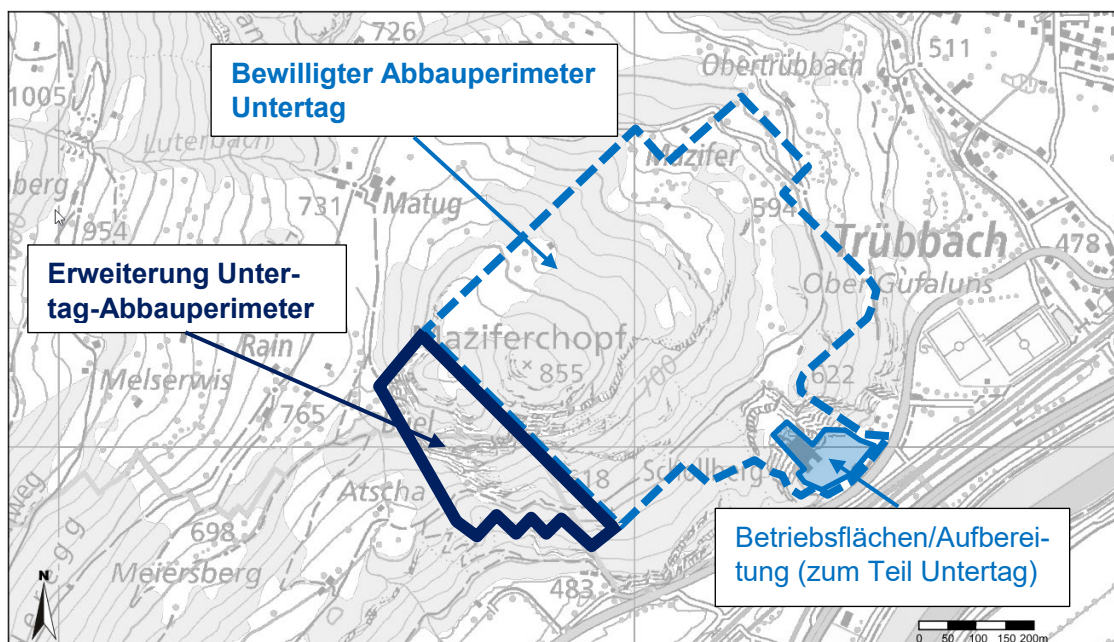 726
511
Obertrübbach
Bewilligter Abbauperimeter
Untertag
1005
Luterbach
Mazifer
731
Matug
594
954
Trübbach
478
Erweiterung Unter-
tag-Abbauperimeter
Ober Gufaluns
Maziferchopf
Rain
855
Melserwis
700
622
765
18
Schollberg
Atscha
698
Betriebsflächen/Aufberei-
tung (zum Teil Untertag)
Meiersberg
483
N
0 50 100 150 200m